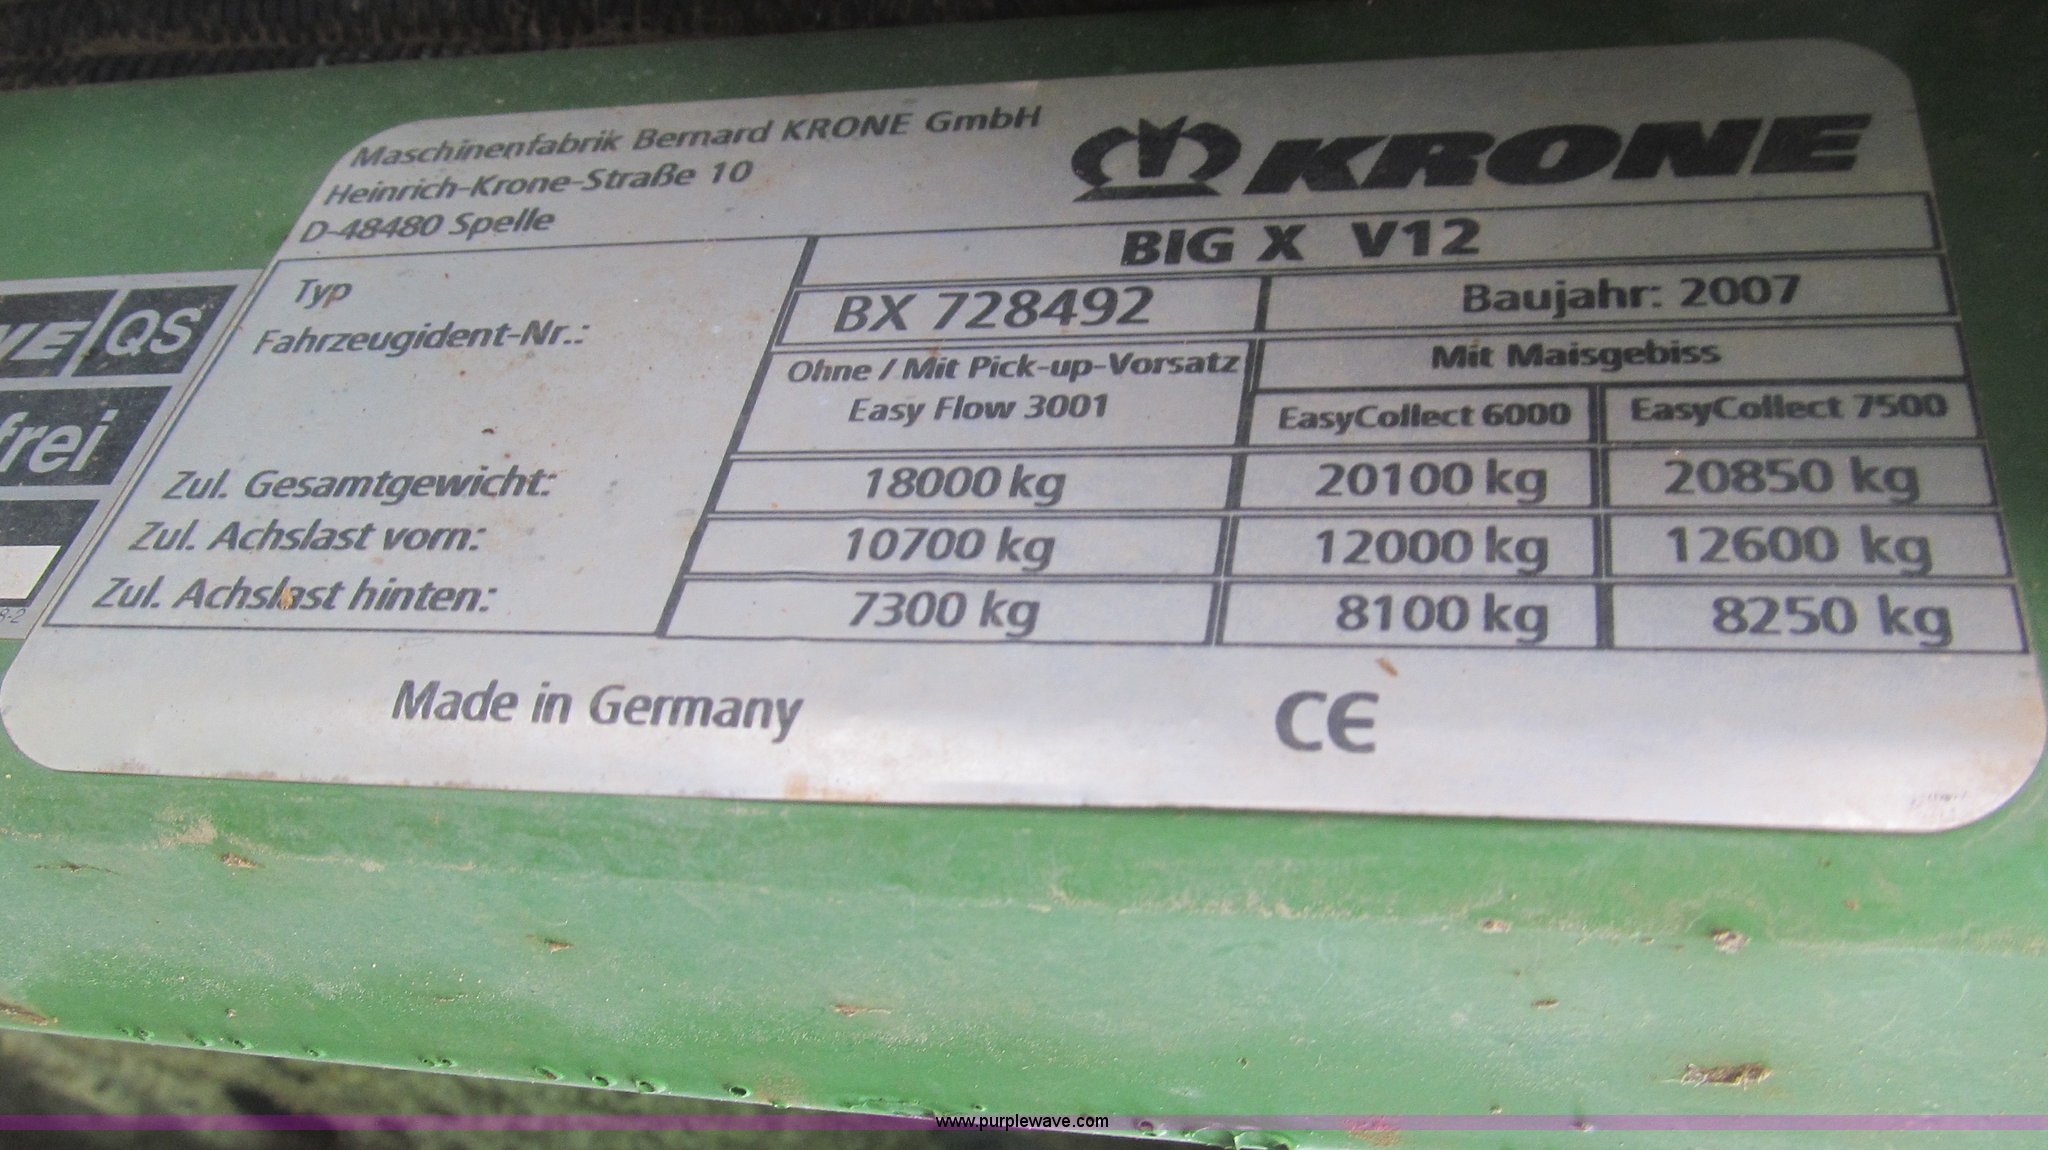 Maschinenfabrik Bernard KRONE GmbH
Heinrich-Krone-Straße 10
D-48480 Spelle
KRONE
Typ
BIG X V12
Fahrzeugident-Nr.:
BX 728492
Baujahr: 2007
Ohne / Mit Pick-up-Vorsatz
Easy Flow 3001
Mit Maisgebiss
EasyCollect 6000
EasyCollect 7500
Zul. Gesamtgewicht:
18000 kg
20100 kg
20850 kg
Zul. Achslast vorn:
10700 kg
12000 kg
12600 kg
Zul. Achslast hinten:
7300 kg
8100 kg
8250 kg
Made in Germany
CE
QS
frei
www.purplewave.com